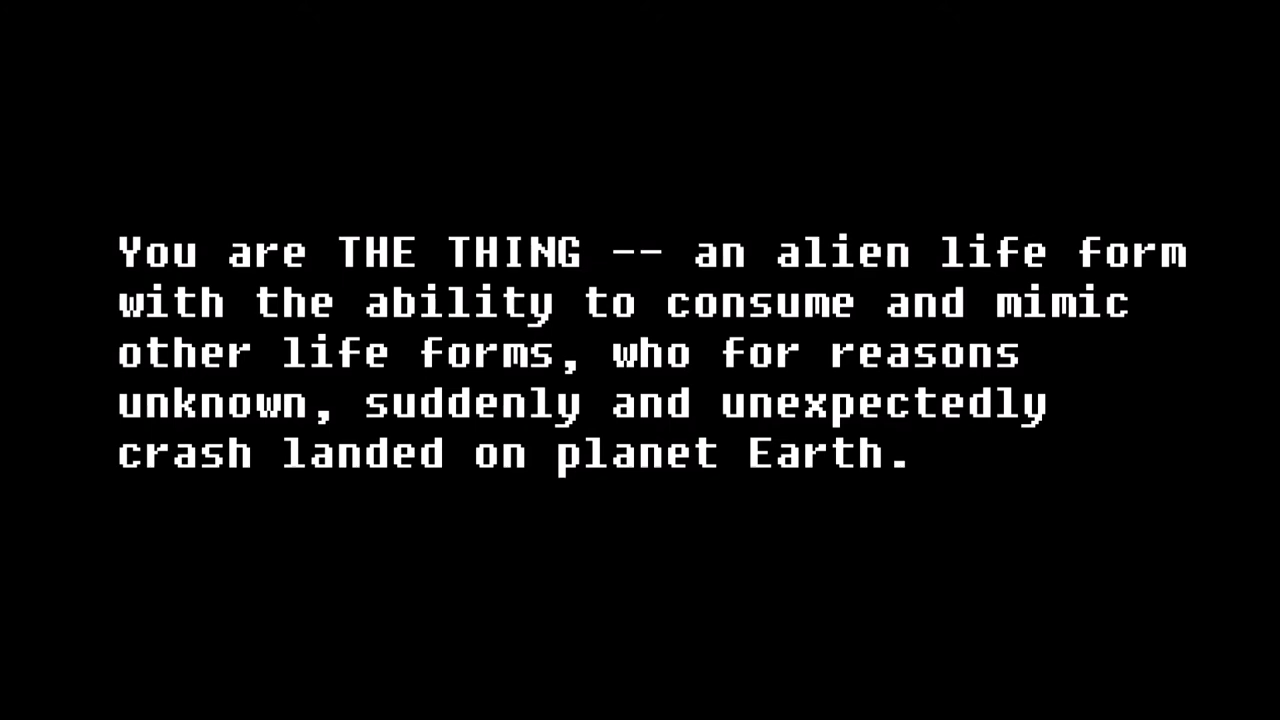 You are THE THING -- an alien life form
with the ability to consume and mimic
other life forms, who for reasons
unknown, suddenly and unexpectedly
crash landed on planet Earth.